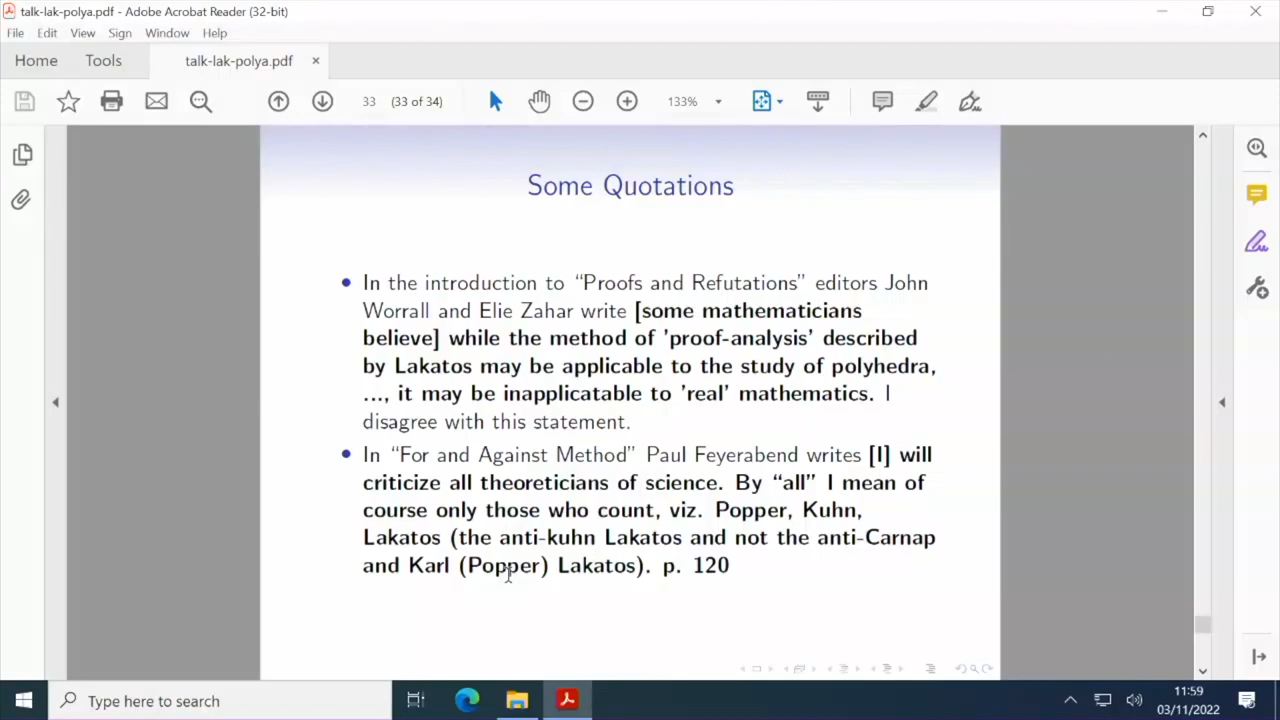 talk-lak-polya.pdf - Adobe Acrobat Reader (32-bit)
File Edit View Sign Window Help
Home Tools talk-lak-polya.pdf ×
33 (33 of 34) 133%
Some Quotations
• In the introduction to “Proofs and Refutations” editors John
Worrall and Elie Zahar write [some mathematicians
believe] while the method of 'proof-analysis' described
by Lakatos may be applicable to the study of polyhedra,
..., it may be inapplicatable to 'real' mathematics. I
disagree with this statement.
• In “For and Against Method” Paul Feyerabend writes [I] will
criticize all theoreticians of science. By “all” I mean of
course only those who count, viz. Popper, Kuhn,
Lakatos (the anti-kuhn Lakatos and not the anti-Carnap
and Karl (Popper) Lakatos). p. 120
Type here to search
11:59
03/11/2022